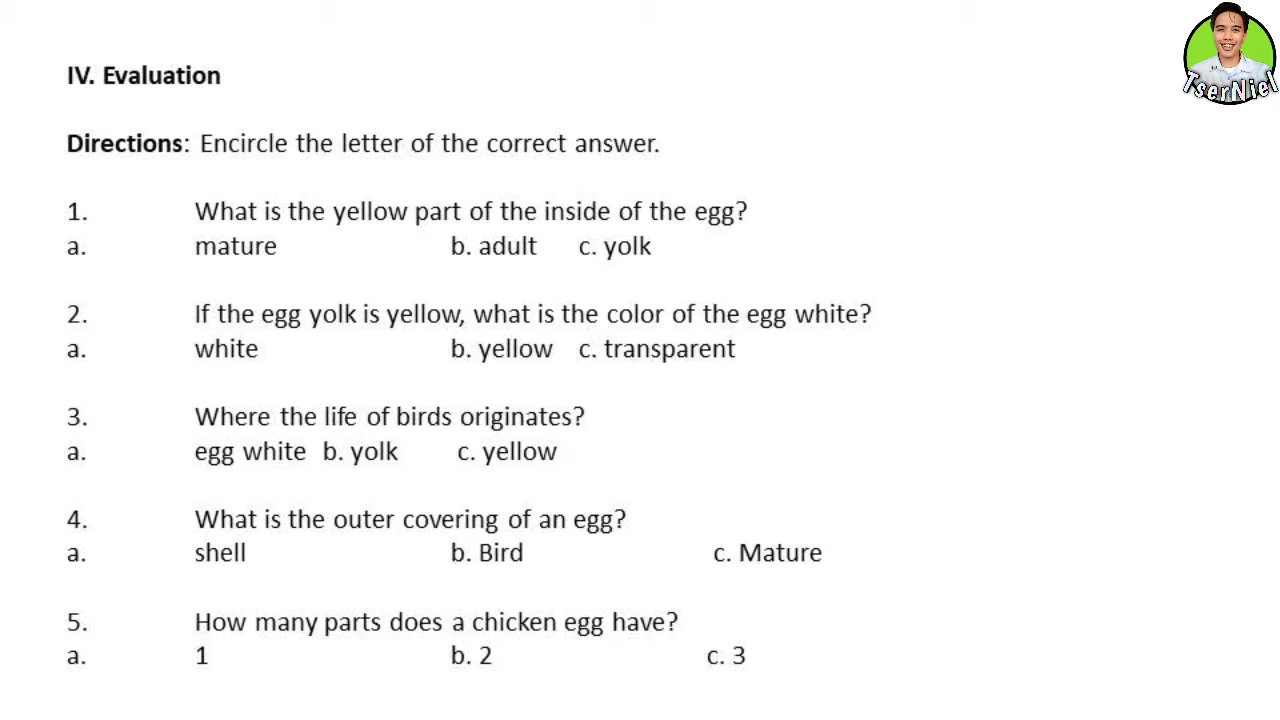 TserNiel
IV. Evaluation
Directions: Encircle the letter of the correct answer.
1. What is the yellow part of the inside of the egg?
a. mature b. adult c. yolk
2. If the egg yolk is yellow, what is the color of the egg white?
a. white b. yellow c. transparent
3. Where the life of birds originates?
a. egg white b. yolk c. yellow
4. What is the outer covering of an egg?
a. shell b. Bird c. Mature
5. How many parts does a chicken egg have?
a. 1 b. 2 c. 3